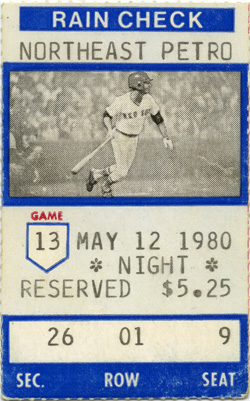 RAIN CHECK
NORTHEAST PETRO
RED SOX
GAME
13 MAY 12 1980
* NIGHT *
RESERVED $5.25
26 01 9
SEC. ROW SEAT